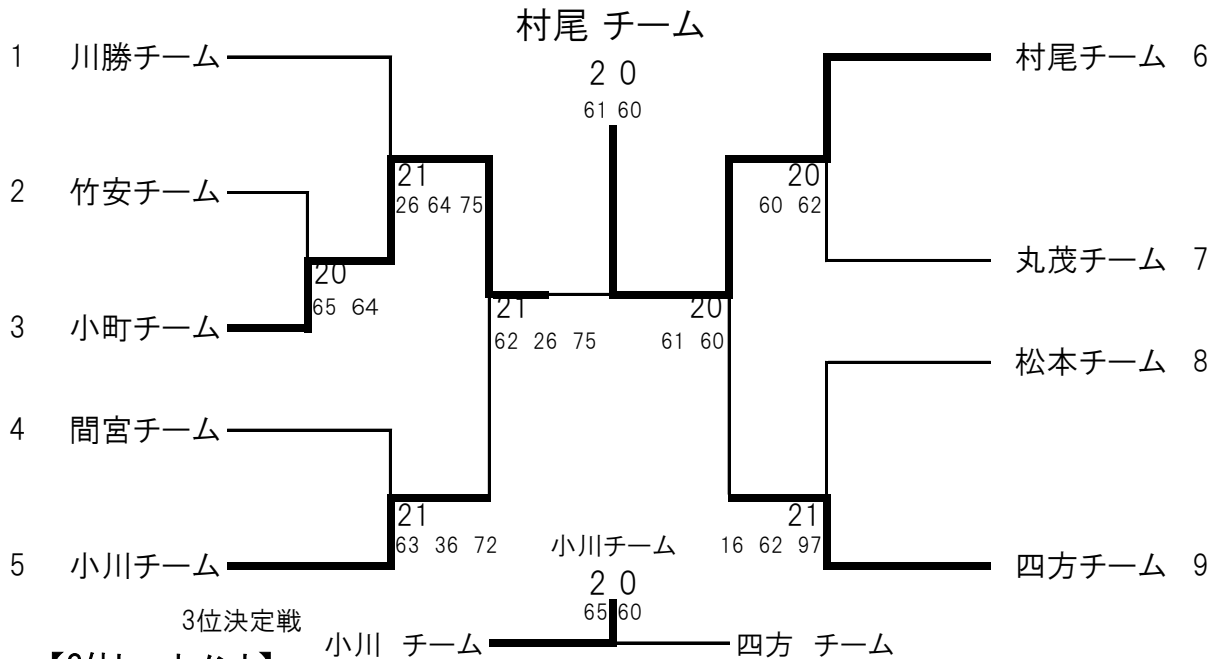 村尾 チーム
1 川勝チーム
2 0
村尾チーム 6
61 60
21
20
2 竹安チーム
26 64 75
60 62
20
丸茂チーム 7
65 64
21
20
3 小町チーム
62 26 75
61 60
松本チーム 8
4 間宮チーム
21
21
63 36 72
小川チーム
16 62 97
5 小川チーム
2 0
四方チーム 9
65 60
3位決定戦
小川 チーム
四方 チーム